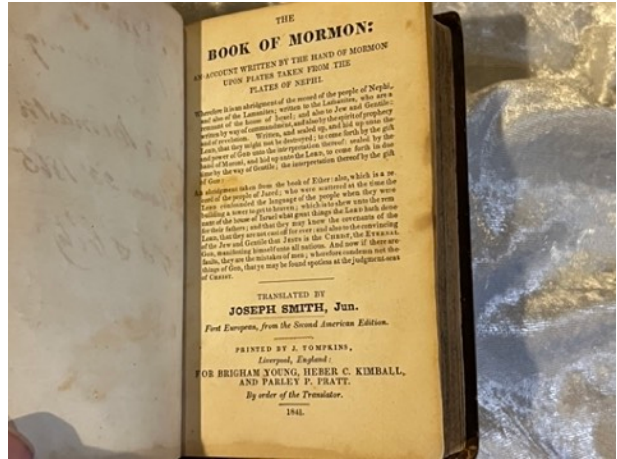 THE
BOOK OF MORMON:
AN ACCOUNT WRITTEN BY THE HAND OF MORMON
UPON PLATES TAKEN FROM THE
PLATES OF NEPHI.
Wherefore it is an abridgment of the record of the people of Nephi,
and also of the Lamanites; written to the Lamanites, who are a
remnant of the house of Israel; and also to Jew and Gentile:
written by way of commandment, and also by the spirit of prophecy
and of revelation. Written, and sealed up, and hid up unto the
LORD, that they might not be destroyed; to come forth by the gift
and power of GOD unto the interpretation thereof: sealed by the
hand of Moroni, and hid up unto the LORD, to come forth in due
time by the way of Gentile; the interpretation thereof by the gift
of GOD:
An abridgment taken from the book of Ether: also, which is a re-
cord of the people of Jared; who were scattered at the time the
LORD confounded the language of the people when they were
building a tower to get to heaven; which is to shew unto the rem-
nant of the house of Israel what great things the LORD hath done
for their fathers; and that they may know the covenants of the
LORD, that they are not cast off for ever: and also to the convincing
of the Jew and Gentile that JESUS is the CHRIST, the ETERNAL
GOD, manifesting himself unto all nations. And now if there are
faults, they are the mistakes of men; wherefore condemn not the
things of GOD, that ye may be found spotless at the judgment-seat
of CHRIST.
TRANSLATED BY
JOSEPH SMITH, Jun.
First European, from the Second American Edition.
PRINTED BY J. TOMPKINS,
Liverpool, England:
FOR BRIGHAM YOUNG, HEBER C. KIMBALL,
AND PARLEY P. PRATT.
By order of the Translator.
1841.